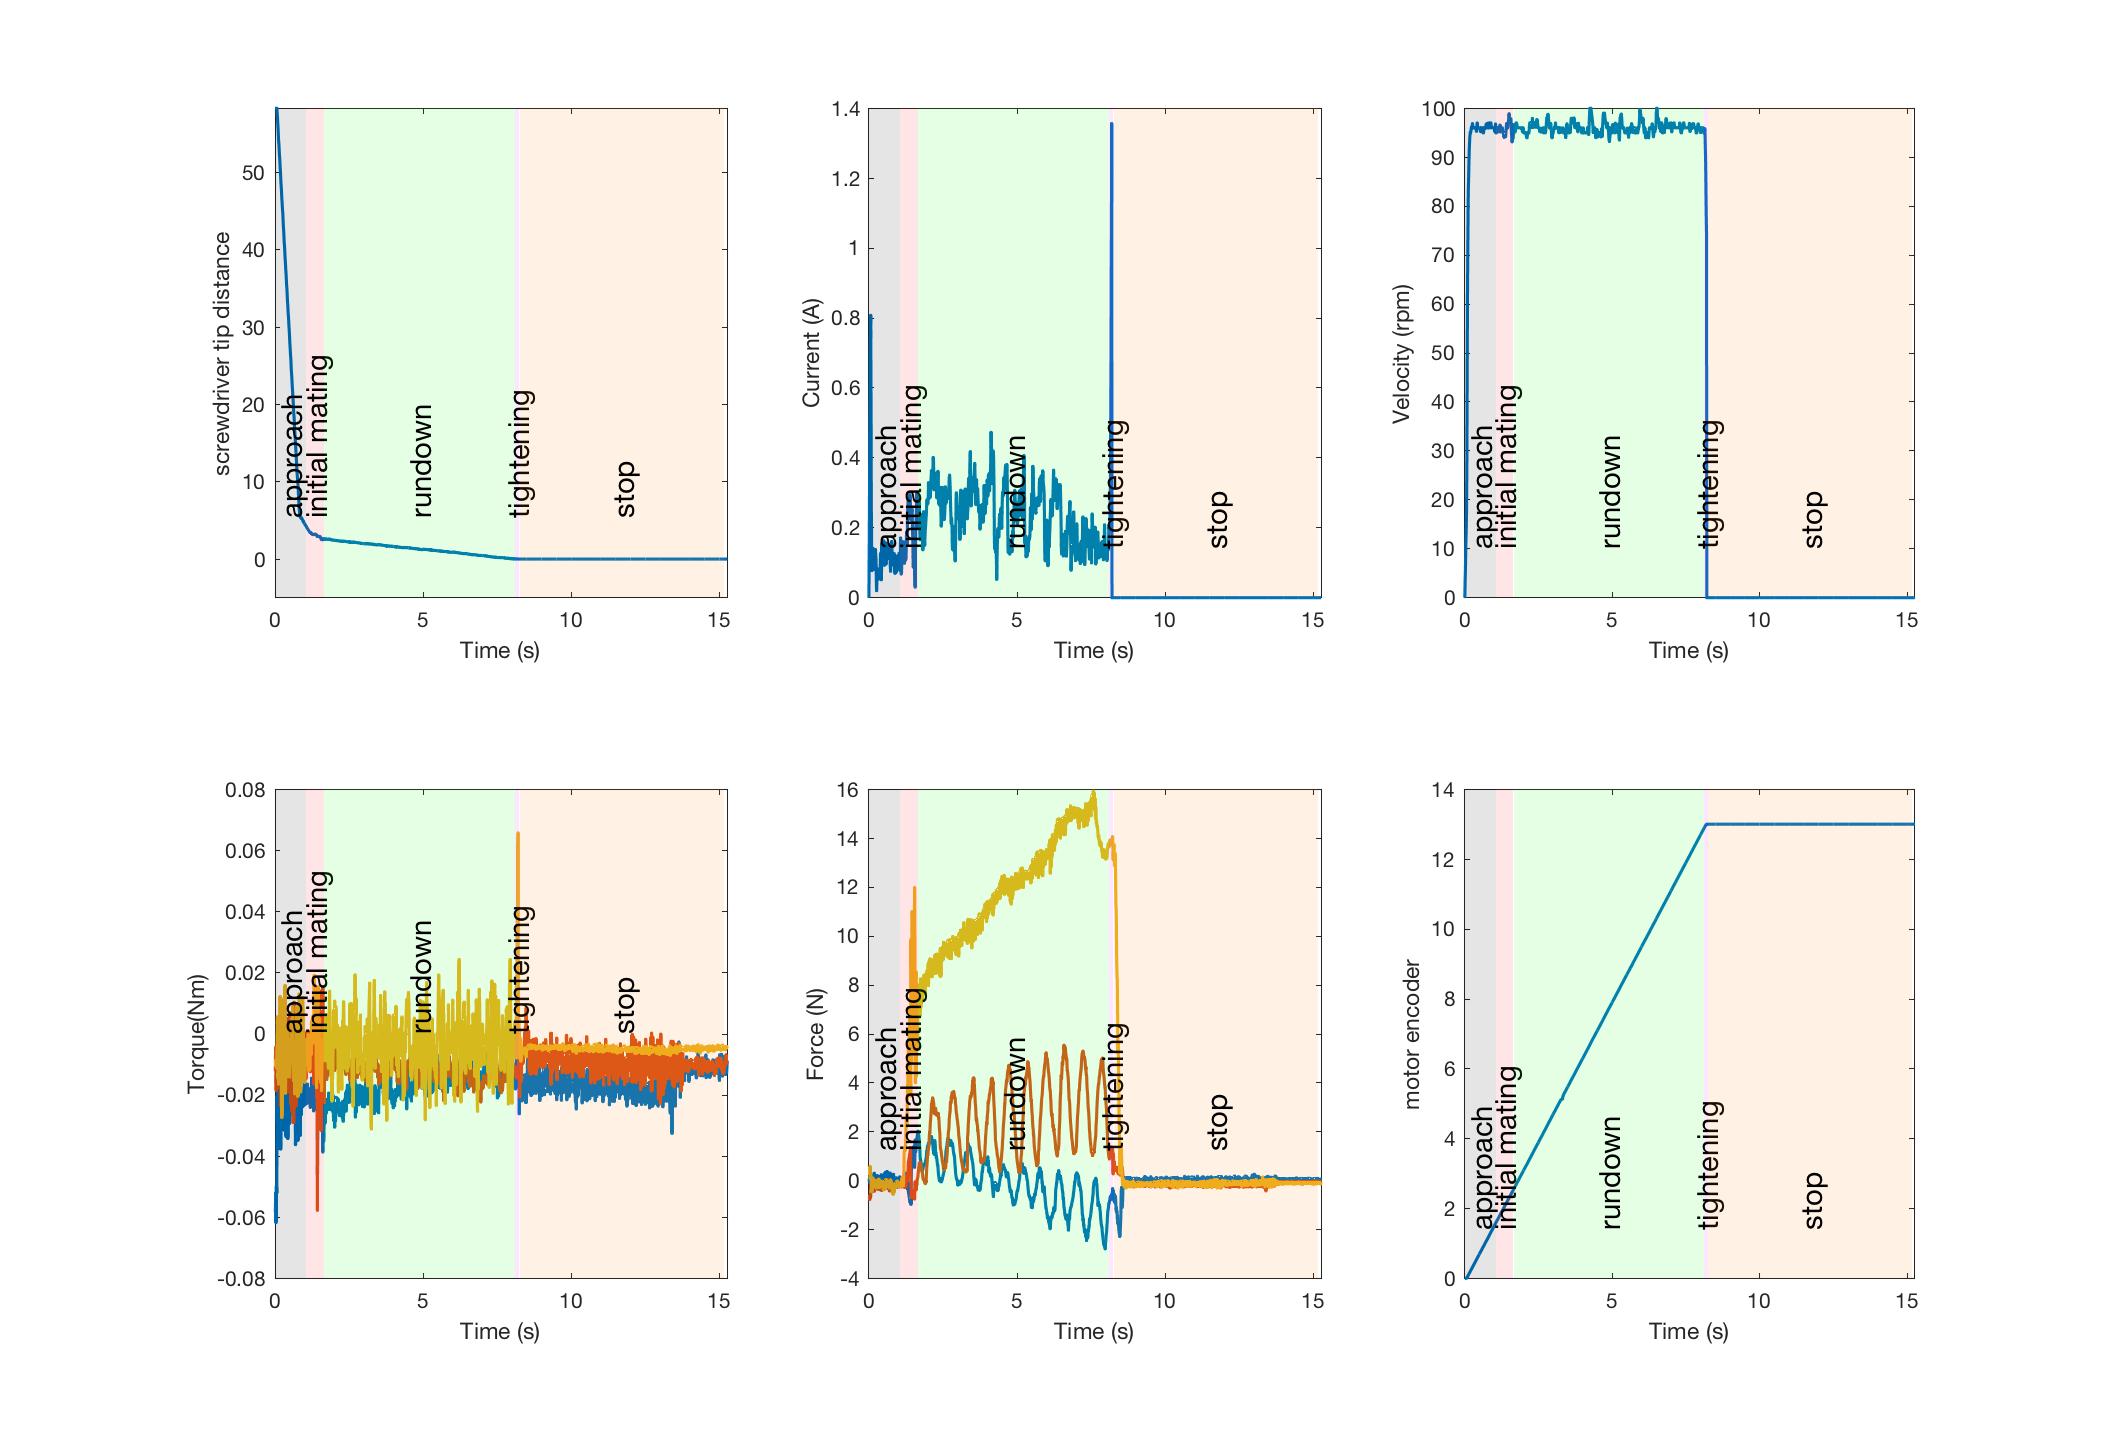 screwdriver tip distance
50
40
30
20
10
0
approach
initial mating
rundown
tightening
stop
0 5 10 15
Time (s)
Current (A)
1.4
1.2
1
0.8
0.6
0.4
0.2
0
approach
initial mating
rundown
tightening
stop
0 5 10 15
Time (s)
Velocity (rpm)
100
90
80
70
60
50
40
30
20
10
0
approach
initial mating
rundown
tightening
stop
0 5 10 15
Time (s)
Torque(Nm)
0.08
0.06
0.04
0.02
0
-0.02
-0.04
-0.06
-0.08
approach
initial mating
rundown
tightening
stop
0 5 10 15
Time (s)
Force (N)
16
14
12
10
8
6
4
2
0
-2
-4
approach
initial mating
rundown
tightening
stop
0 5 10 15
Time (s)
motor encoder
14
12
10
8
6
4
2
0
approach
initial mating
rundown
tightening
stop
0 5 10 15
Time (s)